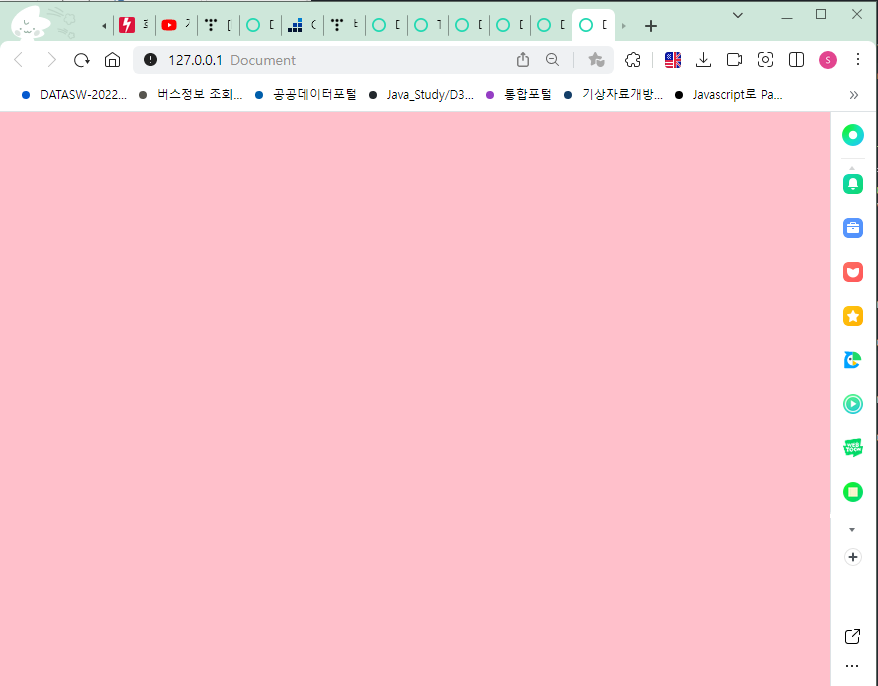 127.0.0.1 Document
S
DATASW-2022... 버스정보 조회... 공공데이터포털 Java_Study/D3... 통합포털 기상자료개방... Javascript로 Pa...
WEB
TOON